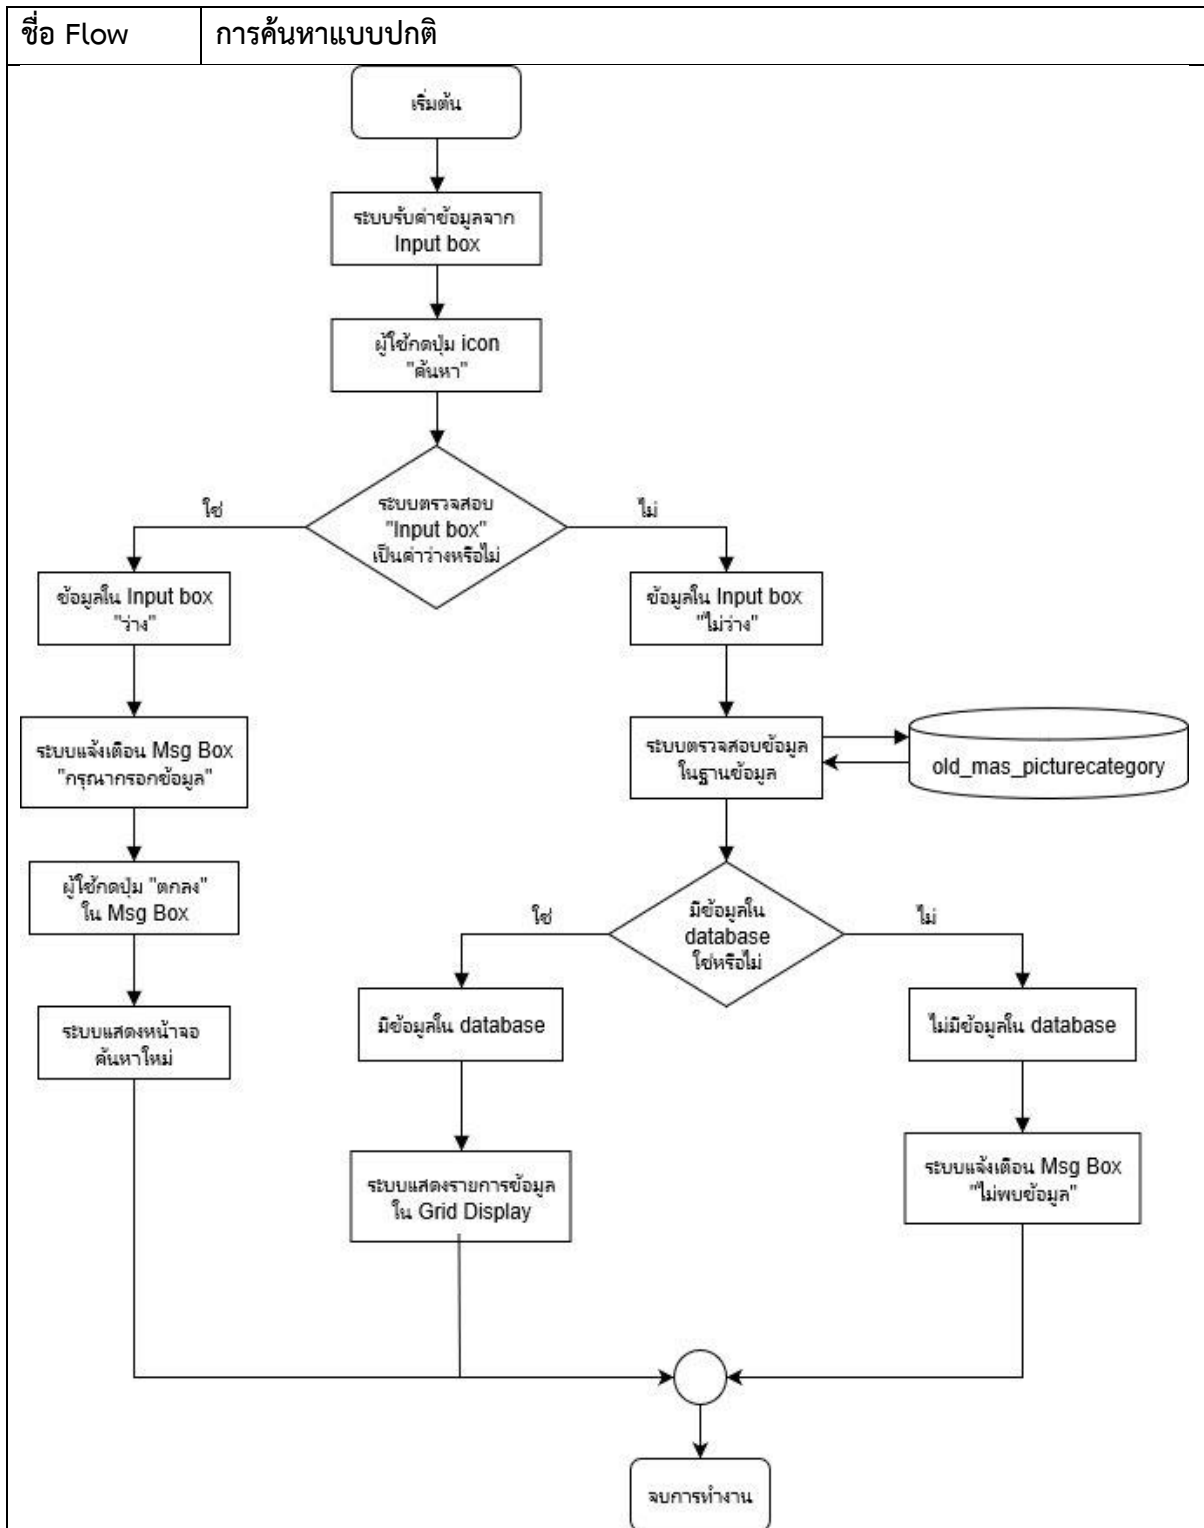 ชื่อ Flow
การค้นหาแบบปกติ
เริ่มต้น
ระบบรับค่าข้อมูลจาก
Input box
ผู้ใช้กดปุ่ม icon
"ค้นหา"
ระบบตรวจสอบ
"Input box"
เป็นค่าว่างหรือไม่
ใช่
ไม่
ข้อมูลใน Input box
"ว่าง"
ข้อมูลใน Input box
"ไม่ว่าง"
ระบบแจ้งเตือน Msg Box
"กรุณากรอกข้อมูล"
ระบบตรวจสอบข้อมูล
ในฐานข้อมูล
old_mas_picturecategory
ผู้ใช้กดปุ่ม "ตกลง"
ใน Msg Box
มีข้อมูลใน
database
ใช่หรือไม่
ใช่
ไม่
ระบบแสดงหน้าจอ
ค้นหาใหม่
มีข้อมูลใน database
ไม่มีข้อมูลใน database
ระบบแสดงรายการข้อมูล
ใน Grid Display
ระบบแจ้งเตือน Msg Box
"ไม่พบข้อมูล"
จบการทำงาน